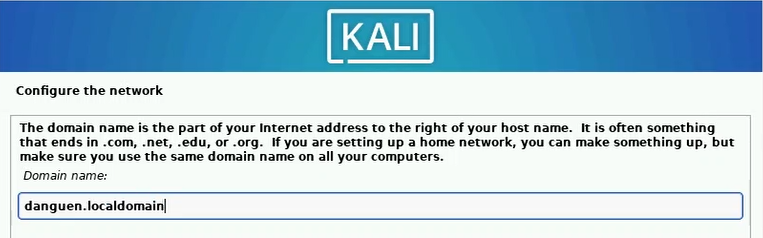 KALI
Configure the network
The domain name is the part of your Internet address to the right of your host name.  It is often something
that ends in .com, .net, .edu, or .org.  If you are setting up a home network, you can make something up, but
make sure you use the same domain name on all your computers.
Domain name:
danguen.localdomain